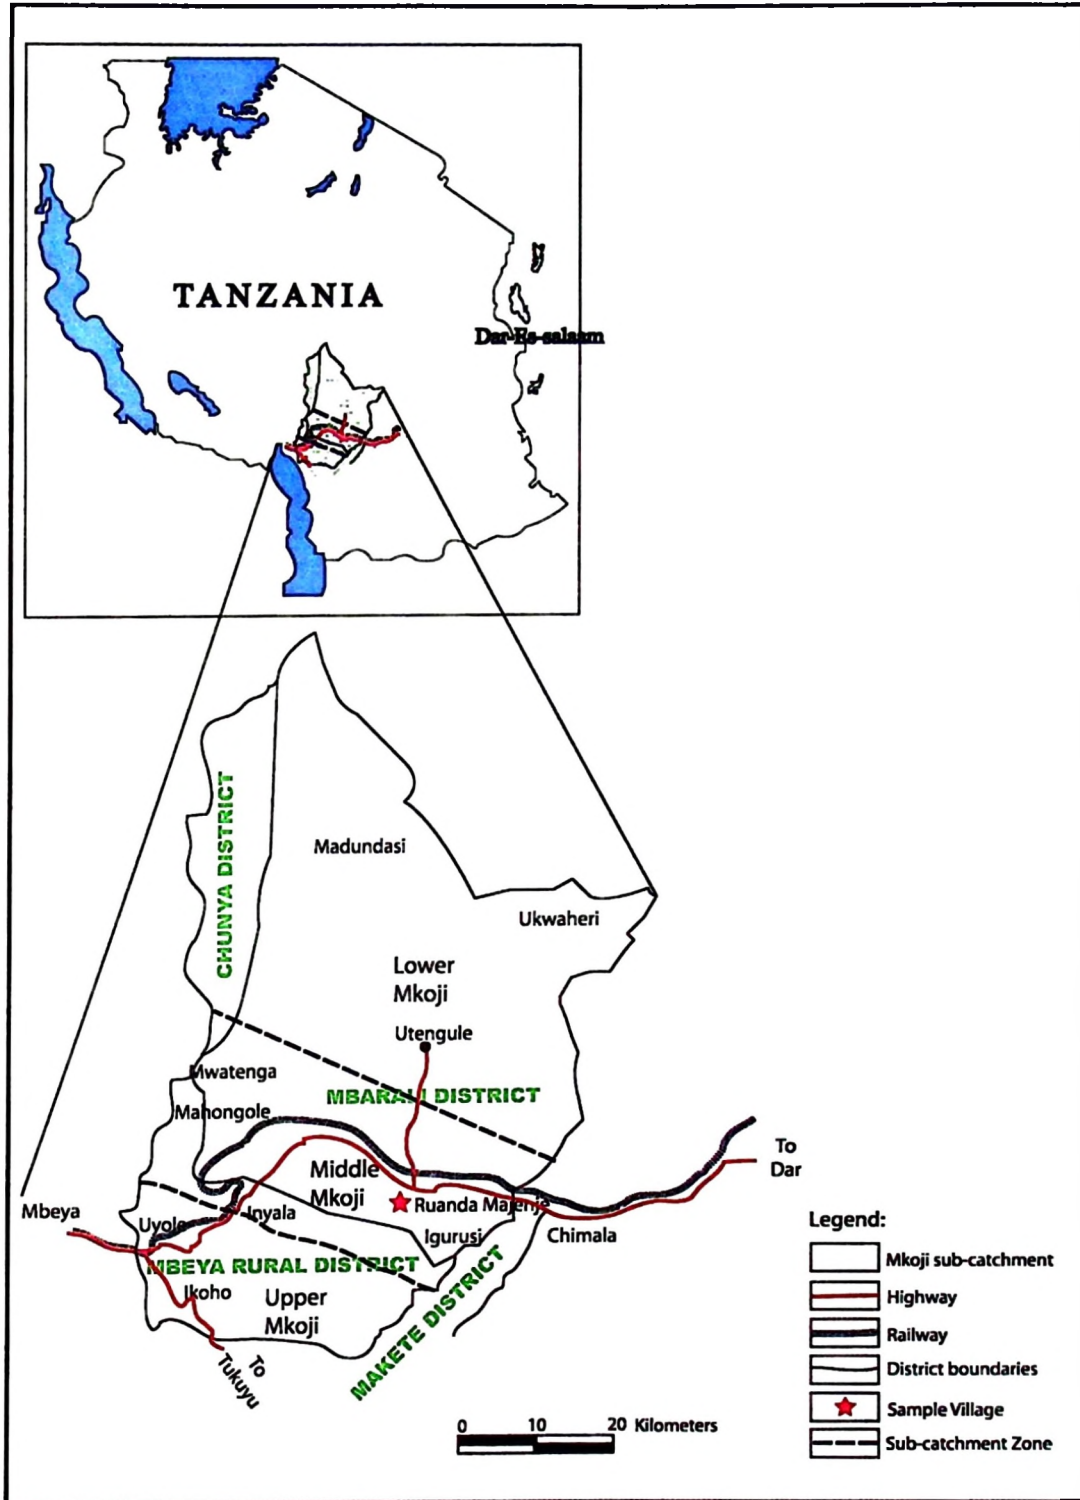 TANZANIA
Dar-Es-salaam
CHUNYA DISTRICT
Madundasi
Ukwaheri
Lower
Mkoji
Utengule
Mwatenga
MBARALI DISTRICT
Mahongole
To
Dar
Middle
Mkoji
Ruanda Majenje
Mbeya
Inyala
Uyole
Igurusi
Chimala
MBEYA RURAL DISTRICT
Ikoho
Upper
Mkoji
MAKETE DISTRICT
To
Tukuyu
0 10 20 Kilometers
Legend:
Mkoji sub-catchment
Highway
Railway
District boundaries
Sample Village
Sub-catchment Zone